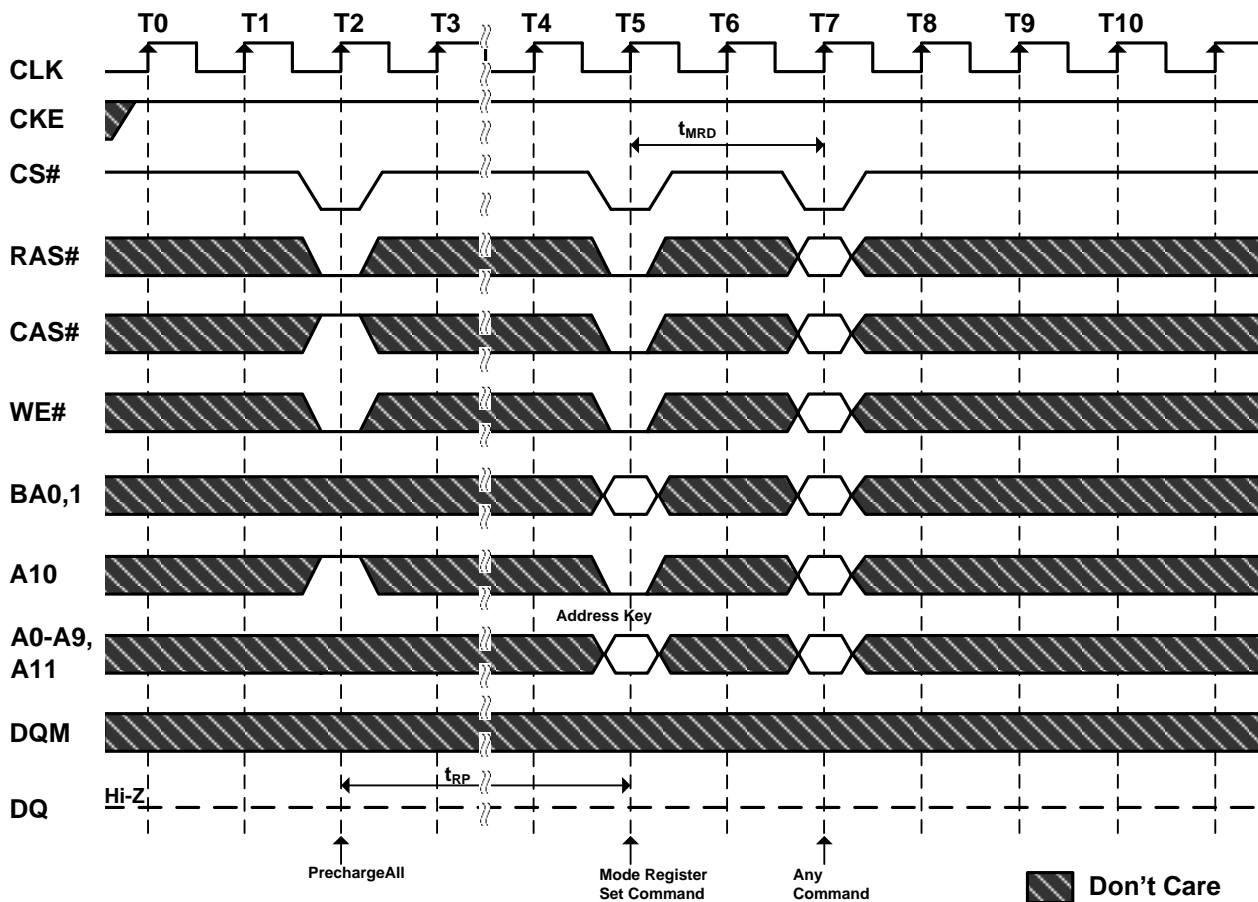 T0 T1 T2 T3 T4 T5 T6 T7 T8 T9 T10
CLK
CKE
tMRD
CS#
RAS#
CAS#
WE#
BA0,1
A10
Address Key
A0-A9,
A11
DQM
tRP
Hi-Z
DQ
PrechargeAll
Mode Register
Set Command
Any
Command
Don't Care